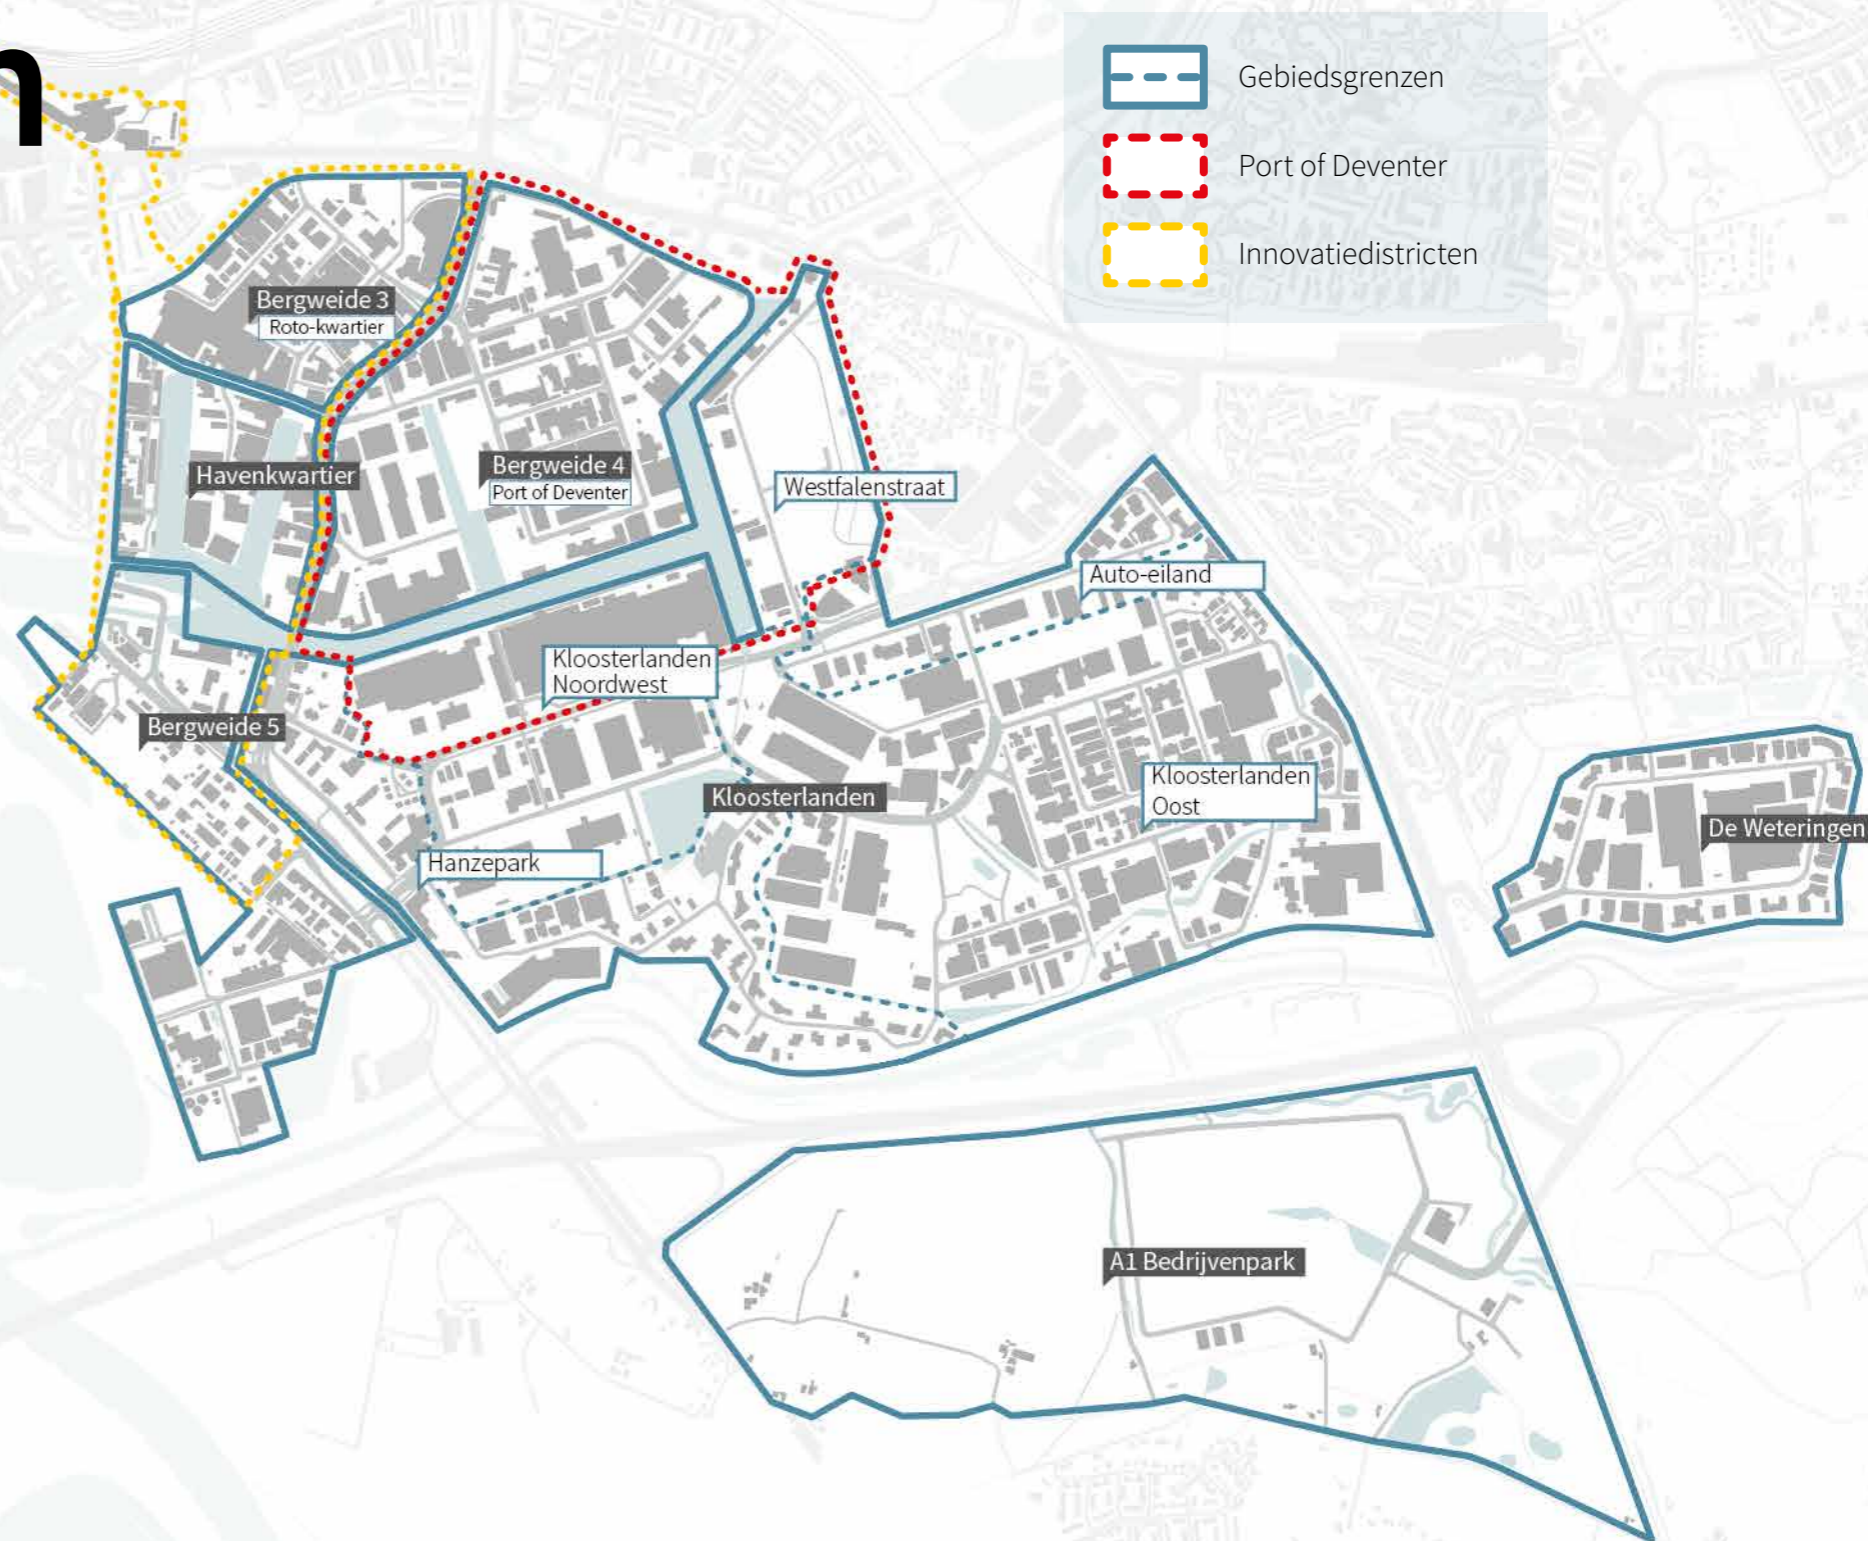 n
Gebiedsgrenzen
Port of Deventer
Innovatiedistricten
Bergweide 3
Roto-kwartier
Havenkwartier
Bergweide 4
Port of Deventer
Westfalenstraat
Auto-eiland
Kloosterlanden
Noordwest
Bergweide 5
Kloosterlanden
Kloosterlanden
Oost
De Weteringen
Hanzepark
A1 Bedrijvenpark